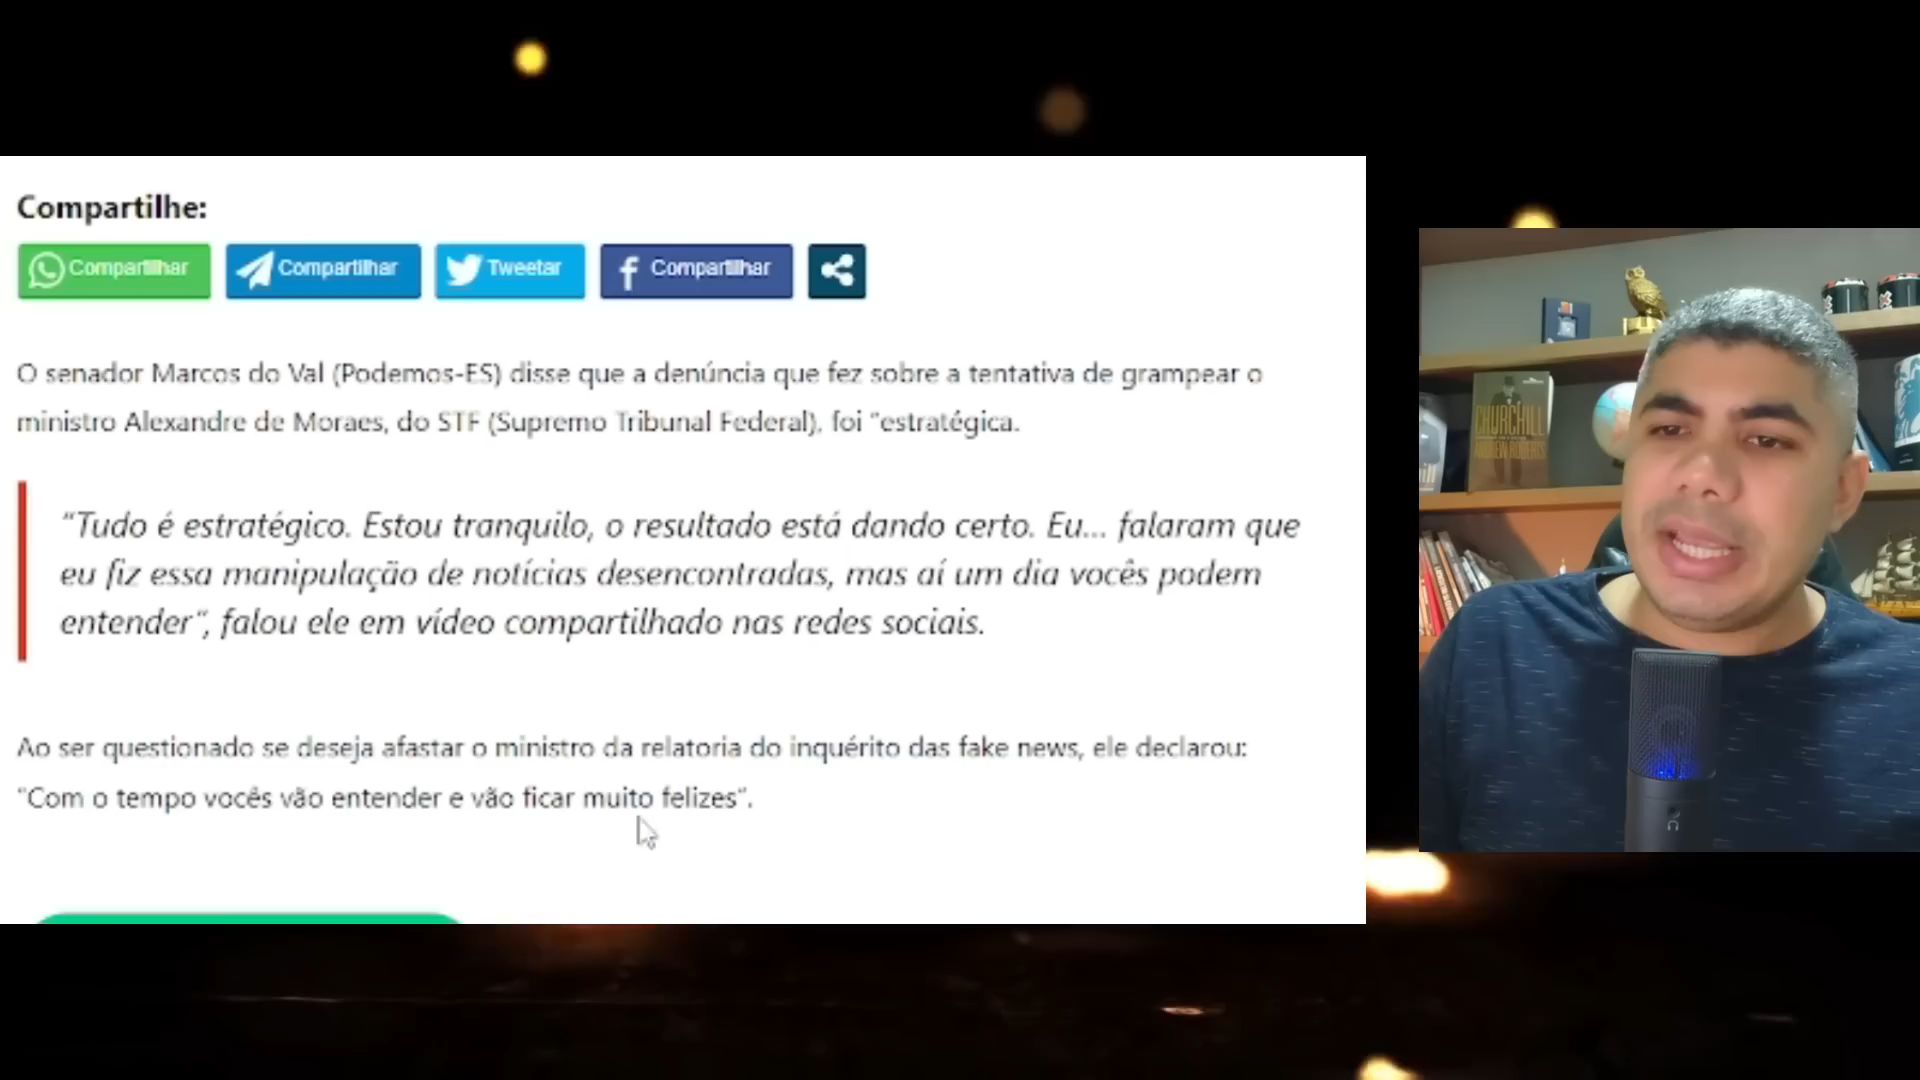 Compartilhe:
Compartilhar Compartilhar Tweetar Compartilhar
O senador Marcos do Val (Podemos-ES) disse que a denúncia que fez sobre a tentativa de grampear o
ministro Alexandre de Moraes, do STF (Supremo Tribunal Federal), foi "estratégica.
"Tudo é estratégico. Estou tranquilo, o resultado está dando certo. Eu... falaram que
eu fiz essa manipulação de notícias desencontradas, mas aí um dia vocês podem
entender", falou ele em vídeo compartilhado nas redes sociais.
Ao ser questionado se deseja afastar o ministro da relatoria do inquérito das fake news, ele declarou:
"Com o tempo vocês vão entender e vão ficar muito felizes".
CHURCHILL
ANDREW ROBERTS